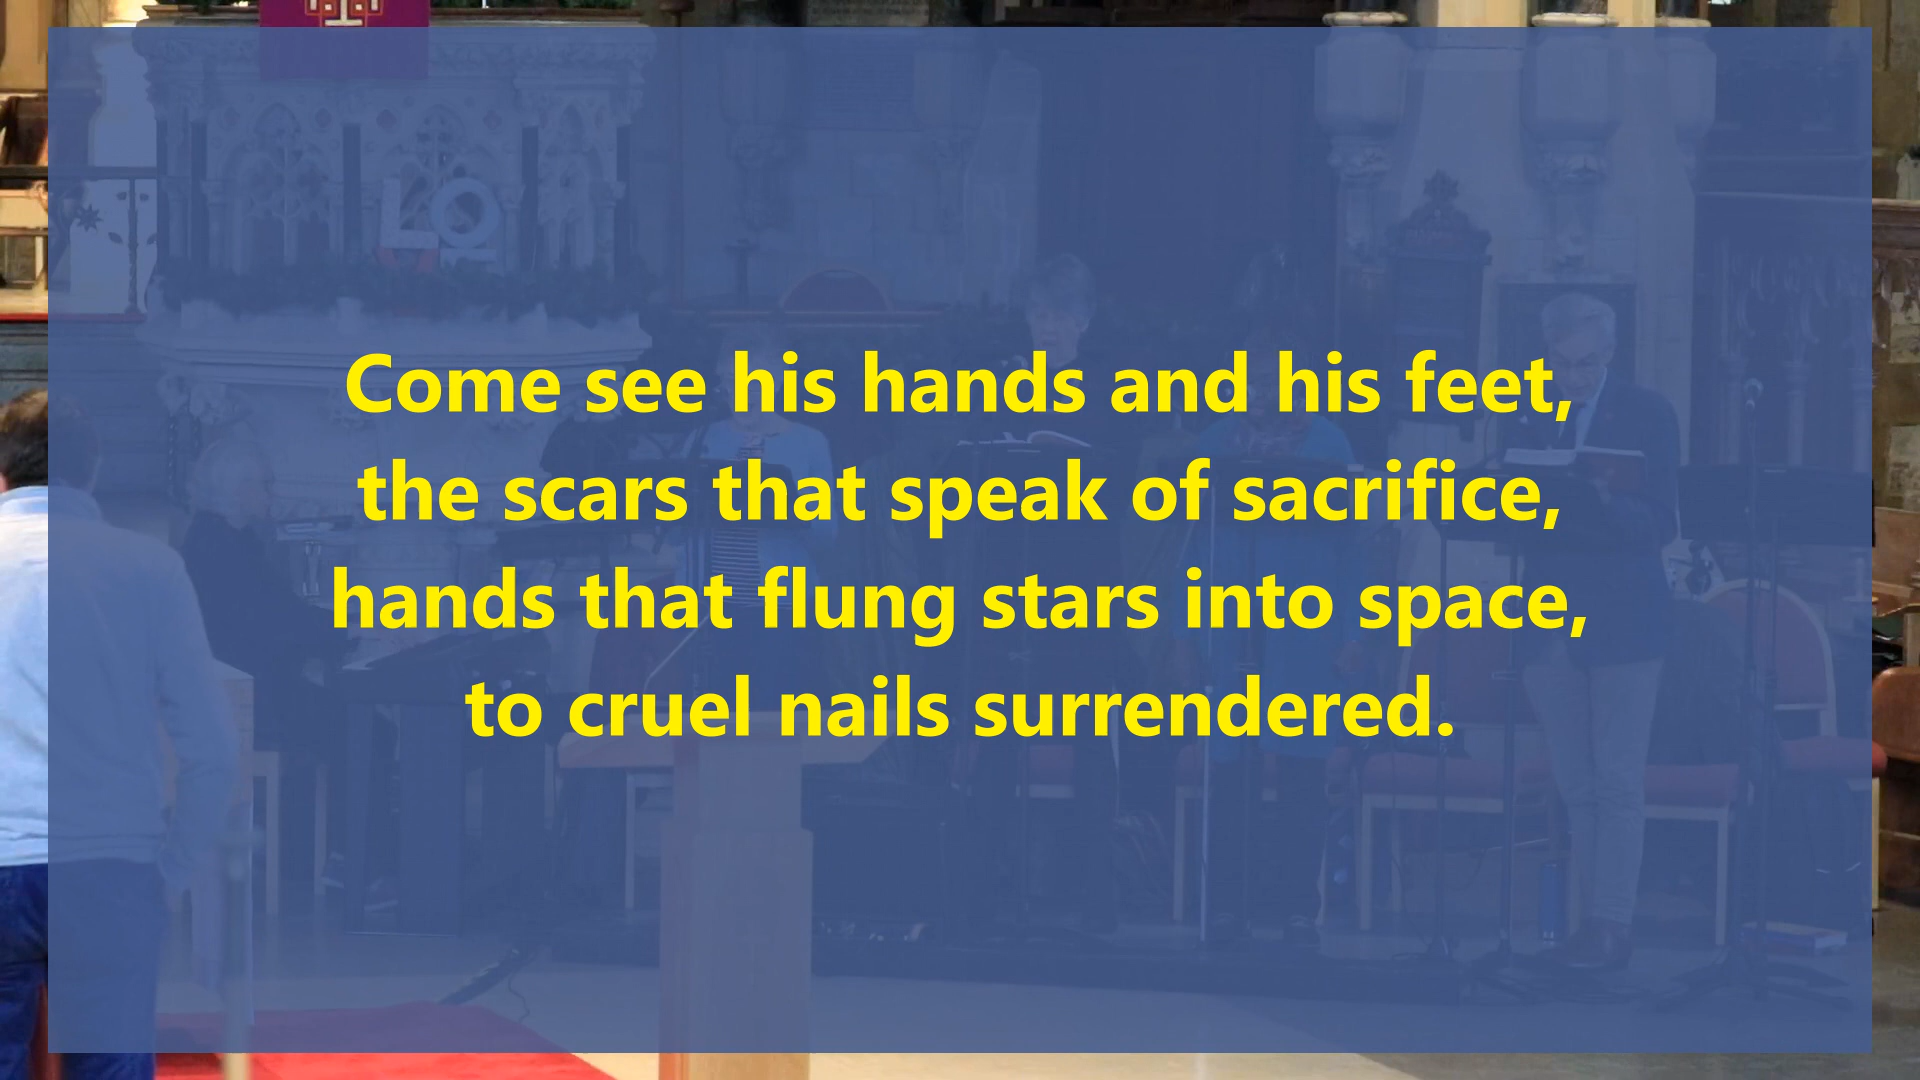 Come see his hands and his feet,
the scars that speak of sacrifice,
hands that flung stars into space,
to cruel nails surrendered.
LO